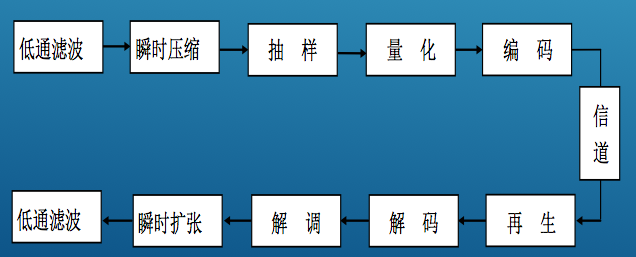 低通滤波
瞬时压缩
抽 样
量 化
编 码
信
道
低通滤波
瞬时扩张
解 调
解 码
再 生